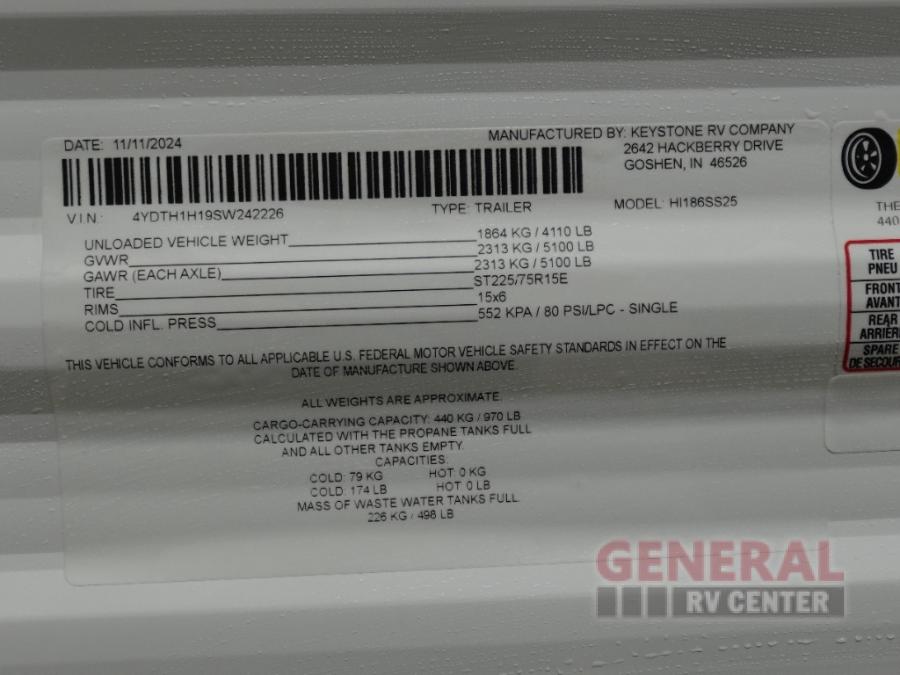 DATE: 11/11/2024
MANUFACTURED BY: KEYSTONE RV COMPANY
2642 HACKBERRY DRIVE
GOSHEN, IN 46526
VIN: 4YDTH1H19SW242226 TYPE: TRAILER MODEL: HI186SS25
UNLOADED VEHICLE WEIGHT 1864 KG / 4110 LB
GVWR 2313 KG / 5100 LB
GAWR (EACH AXLE) 2313 KG / 5100 LB
TIRE ST225/75R15E
RIMS 15x6
COLD INFL. PRESS 552 KPA / 80 PSI/LPC - SINGLE
THIS VEHICLE CONFORMS TO ALL APPLICABLE U.S. FEDERAL MOTOR VEHICLE SAFETY STANDARDS IN EFFECT ON THE
DATE OF MANUFACTURE SHOWN ABOVE.
ALL WEIGHTS ARE APPROXIMATE.
CARGO-CARRYING CAPACITY: 440 KG / 970 LB
CALCULATED WITH THE PROPANE TANKS FULL
AND ALL OTHER TANKS EMPTY.
CAPACITIES:
COLD: 79 KG HOT: 0 KG
COLD: 174 LB HOT: 0 LB
MASS OF WASTE WATER TANKS FULL:
226 KG / 498 LB
THE
440
TIRE
PNEU
FRONT
AVANT
REAR
ARRIÈRE
SPARE
DE SECOUR
GENERAL
RV CENTER